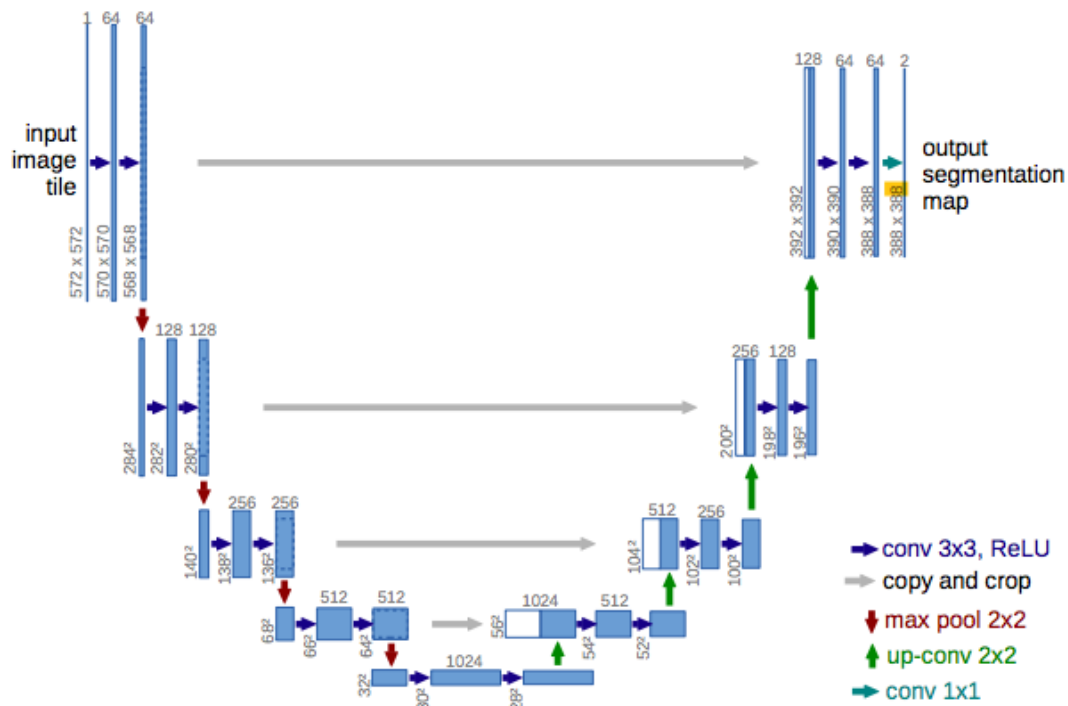 1 64 64
input
image
tile
572 x 572
570 x 570
568 x 568
128 64 64 2
output
segmentation
map
392 x 392
390 x 390
388 x 388
388 x 388
128 128
284²
282²
280²
256 128
200²
198²
196²
256 256
140²
138²
136²
512 256
104²
102²
100²
512 512
68²
66²
64²
1024 512
56²
54²
52²
1024
32²
30²
28²
conv 3x3, ReLU
copy and crop
max pool 2x2
up-conv 2x2
conv 1x1